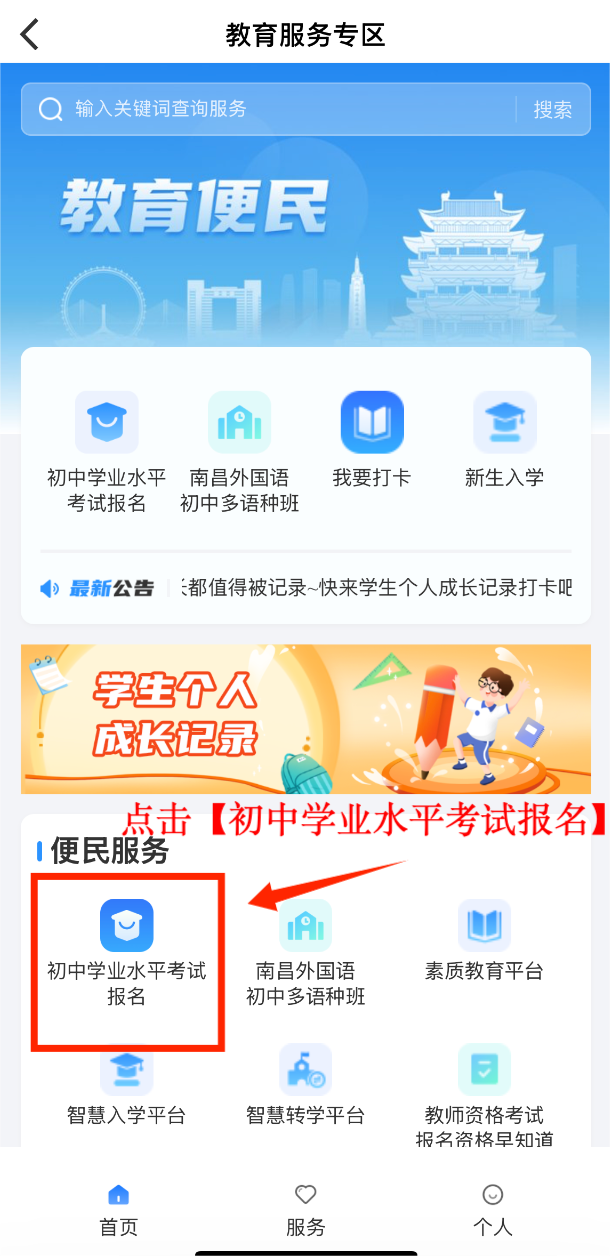 教育服务专区
输入关键词查询服务
搜索
教育便民
初中学业水平
考试报名
南昌外国语
初中多语种班
我要打卡
新生入学
最新公告
都值得被记录~快来学生个人成长记录打卡吧
学生个人
成长记录
点击【初中学业水平考试报名】
便民服务
初中学业水平考试
报名
南昌外国语
初中多语种班
素质教育平台
智慧入学平台
智慧转学平台
教师资格考试
报名资格早知道
首页
服务
个人